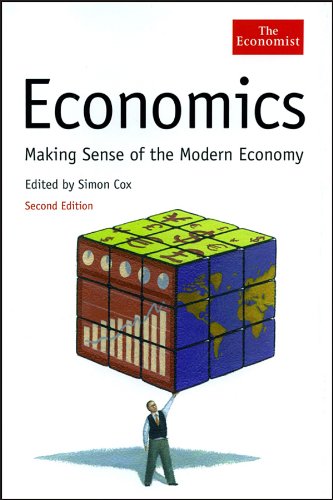 The
Economist
Economics
Making Sense of the Modern Economy
Edited by Simon Cox
Second Edition